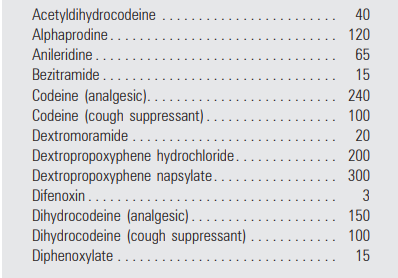 Acetyldihydrocodeine . . . . . . . . . . . . . . . . . . . . . . . . . . 40
Alphaprodine . . . . . . . . . . . . . . . . . . . . . . . . . . . . . . . . . 120
Anileridine . . . . . . . . . . . . . . . . . . . . . . . . . . . . . . . . . . . . 65
Bezitramide . . . . . . . . . . . . . . . . . . . . . . . . . . . . . . . . . . 15
Codeine (analgesic). . . . . . . . . . . . . . . . . . . . . . . . . . . . 240
Codeine (cough suppressant) . . . . . . . . . . . . . . . . . . . 100
Dextromoramide . . . . . . . . . . . . . . . . . . . . . . . . . . . . . . 20
Dextropropoxyphene hydrochloride. . . . . . . . . . . . . . . 200
Dextropropoxyphene napsylate. . . . . . . . . . . . . . . . . . 300
Difenoxin . . . . . . . . . . . . . . . . . . . . . . . . . . . . . . . . . . . . 3
Dihydrocodeine (analgesic) . . . . . . . . . . . . . . . . . . . . . 150
Dihydrocodeine (cough suppressant) . . . . . . . . . . . . 100
Diphenoxylate . . . . . . . . . . . . . . . . . . . . . . . . . . . . . . . . 15